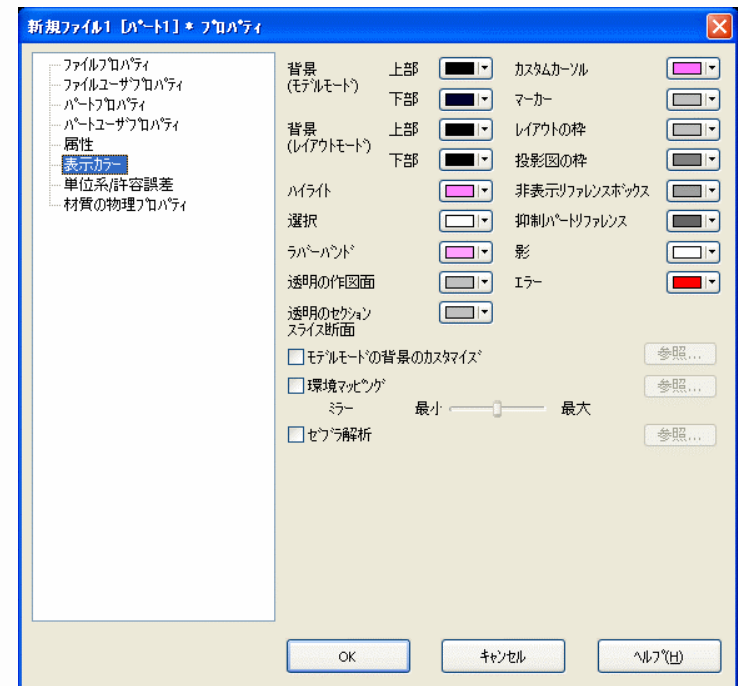 新規ファイル1 [パート1] * プロパティ
ファイルプロパティ
ファイルユーザプロパティ
パートプロパティ
パートユーザプロパティ
属性
表示カラー
単位系/許容誤差
材質の物理プロパティ
背景
(モデルモード)
上部
下部
背景
(レイアウトモード)
上部
下部
ハイライト
選択
ラバーバンド
透明の作図面
透明のセクション
スライス断面
カスタムカーソル
マーカー
レイアウトの枠
投影図の枠
非表示リファレンスボックス
抑制パートリファレンス
影
エラー
モデルモードの背景のカスタマイズ
参照...
環境マッピング
参照...
ミラー 最小 最大
ゼブラ解析
参照...
OK キャンセル ヘルプ(H)